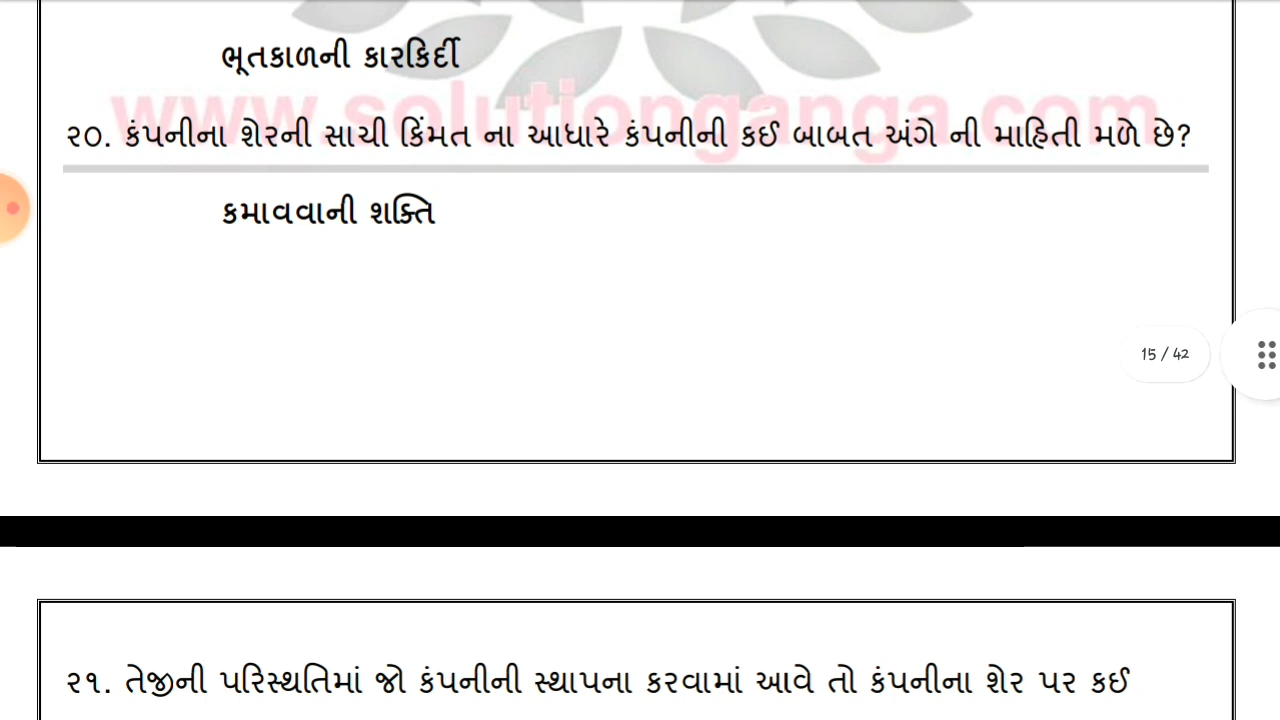 ભૂતકાળની કારકિર્દી
www.solutionganga.com
૨૦. કંપનીના શેરની સાચી કિંમત ના આધારે કંપનીની કઈ બાબત અંગે ની માહિતી મળે છે?
કમાવવાની શક્તિ
15 / 42
૨૧. તેજીની પરિસ્થતિમાં જો કંપનીની સ્થાપના કરવામાં આવે તો કંપનીના શેર પર કઈ